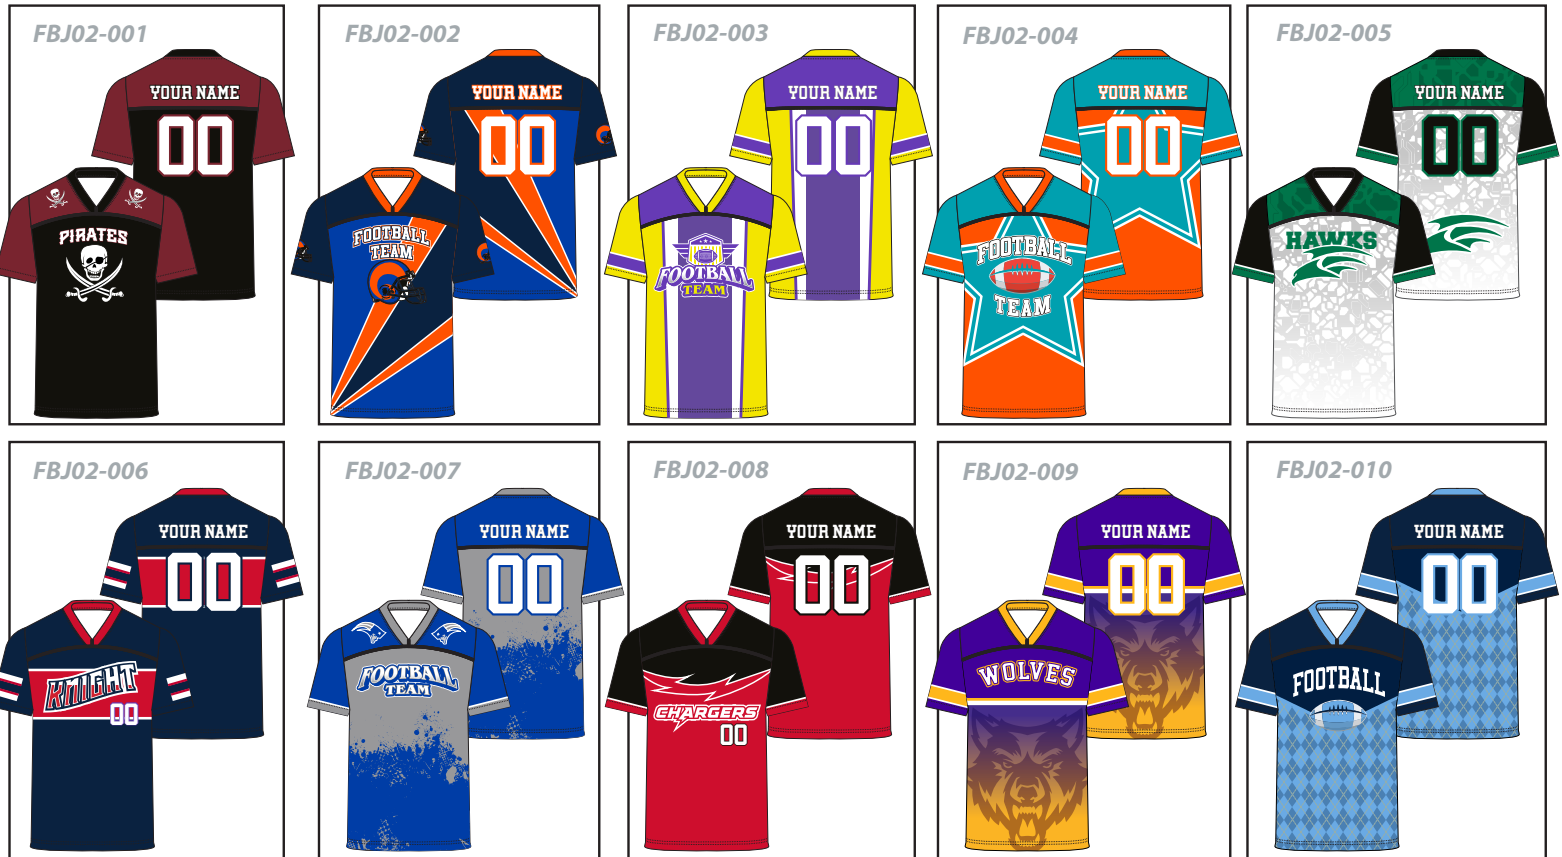 FBJ02-001
YOUR NAME
00
PIRATES
FBJ02-002
YOUR NAME
00
FOOTBALL
TEAM
FBJ02-003
YOUR NAME
00
FOOTBALL
TEAM
FBJ02-004
YOUR NAME
00
FOOTBALL
TEAM
FBJ02-005
YOUR NAME
00
HAWKS
FBJ02-006
YOUR NAME
00
KNIGHT
00
FBJ02-007
YOUR NAME
00
FOOTBALL
TEAM
FBJ02-008
YOUR NAME
00
CHARGERS
00
FBJ02-009
YOUR NAME
00
WOLVES
FBJ02-010
YOUR NAME
00
FOOTBALL